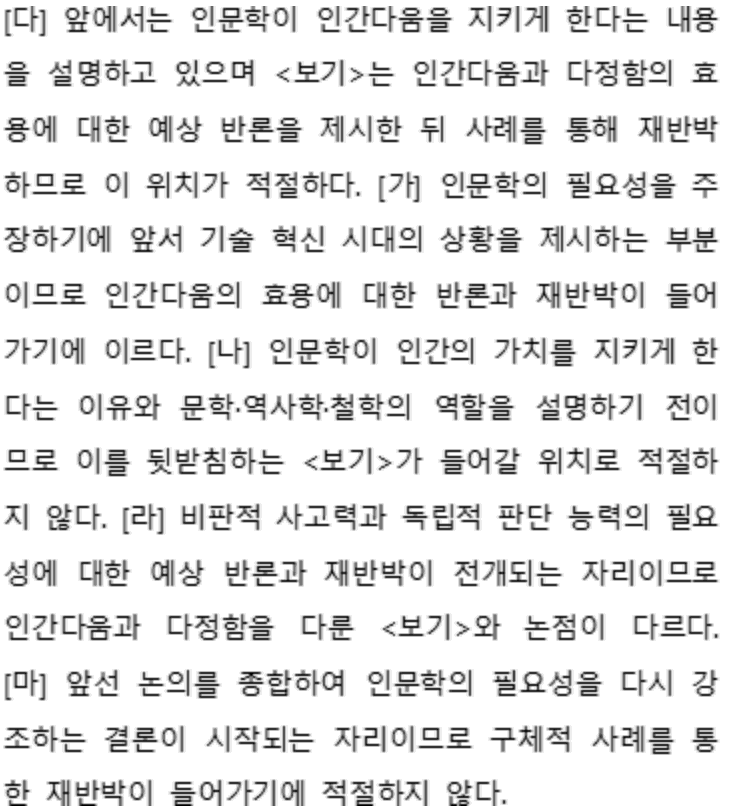 [다] 앞에서는 인문학이 인간다움을 지키게 한다는 내용
을 설명하고 있으며 <보기>는 인간다움과 다정함의 효
용에 대한 예상 반론을 제시한 뒤 사례를 통해 재반박
하므로 이 위치가 적절하다. [가] 인문학의 필요성을 주
장하기에 앞서 기술 혁신 시대의 상황을 제시하는 부분
이므로 인간다움의 효용에 대한 반론과 재반박이 들어
가기에 이르다. [나] 인문학이 인간의 가치를 지키게 한
다는 이유와 문학·역사학·철학의 역할을 설명하기 전이
므로 이를 뒷받침하는 <보기>가 들어갈 위치로 적절하
지 않다. [라] 비판적 사고력과 독립적 판단 능력의 필요
성에 대한 예상 반론과 재반박이 전개되는 자리이므로
인간다움과 다정함을 다룬 <보기>와 논점이 다르다.
[마] 앞선 논의를 종합하여 인문학의 필요성을 다시 강
조하는 결론이 시작되는 자리이므로 구체적 사례를 통
한 재반박이 들어가기에 적절하지 않다.